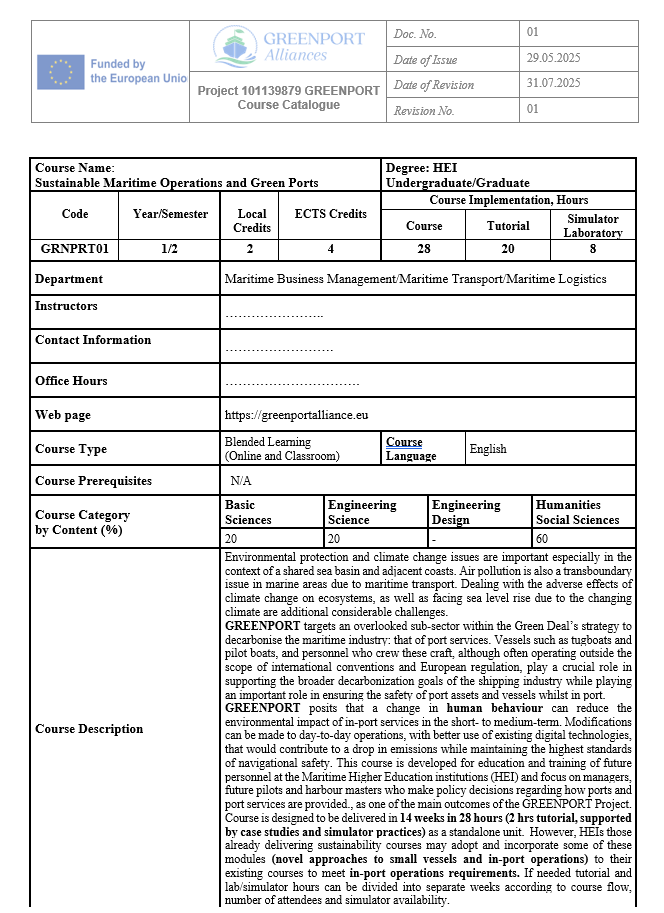 Funded by
the European Unio
GREENPORT
Alliances
Project 101139879 GREENPORT
Course Catalogue
Doc. No.
01
Date of Issue
29.05.2025
Date of Revision
31.07.2025
Revision No.
01
Course Name:
Sustainable Maritime Operations and Green Ports
Degree: HEI
Undergraduate/Graduate
Code
Year/Semester
Local
Credits
ECTS Credits
Course Implementation, Hours
Course
Tutorial
Simulator
Laboratory
GRNPRT01
1/2
2
4
28
20
8
Department
Maritime Business Management/Maritime Transport/Maritime Logistics
Instructors
…………………..
Contact Information
…………………….
Office Hours
…………………………
Web page
https://greenportalliance.eu
Course Type
Blended Learning
(Online and Classroom)
Course
Language
English
Course Prerequisites
N/A
Course Category
by Content (%)
Basic
Sciences
Engineering
Science
Engineering
Design
Humanities
Social Sciences
20
20
-
60
Course Description
Environmental protection and climate change issues are important especially in the
context of a shared sea basin and adjacent coasts. Air pollution is also a transboundary
issue in marine areas due to maritime transport. Dealing with the adverse effects of
climate change on ecosystems, as well as facing sea level rise due to the changing
climate are additional considerable challenges.
GREENPORT targets an overlooked sub-sector within the Green Deal's strategy to
decarbonise the maritime industry: that of port services. Vessels such as tugboats and
pilot boats, and personnel who crew these craft, although often operating outside the
scope of international conventions and European regulation, play a crucial role in
supporting the broader decarbonization goals of the shipping industry while playing
an important role in ensuring the safety of port assets and vessels whilst in port.
GREENPORT posits that a change in human behaviour can reduce the
environmental impact of in-port services in the short- to medium-term. Modifications
can be made to day-to-day operations, with better use of existing digital technologies,
that would contribute to a drop in emissions while maintaining the highest standards
of navigational safety. This course is developed for education and training of future
personnel at the Maritime Higher Education institutions (HEI) and focus on managers,
future pilots and harbour masters who make policy decisions regarding how ports and
port services are provided., as one of the main outcomes of the GREENPORT Project.
Course is designed to be delivered in 14 weeks in 28 hours (2 hrs tutorial, supported
by case studies and simulator practices) as a standalone unit. However, HEIs those
already delivering sustainability courses may adopt and incorporate some of these
modules (novel approaches to small vessels and in-port operations) to their
existing courses to meet in-port operations requirements. If needed tutorial and
lab/simulator hours can be divided into separate weeks according to course flow,
number of attendees and simulator availability.